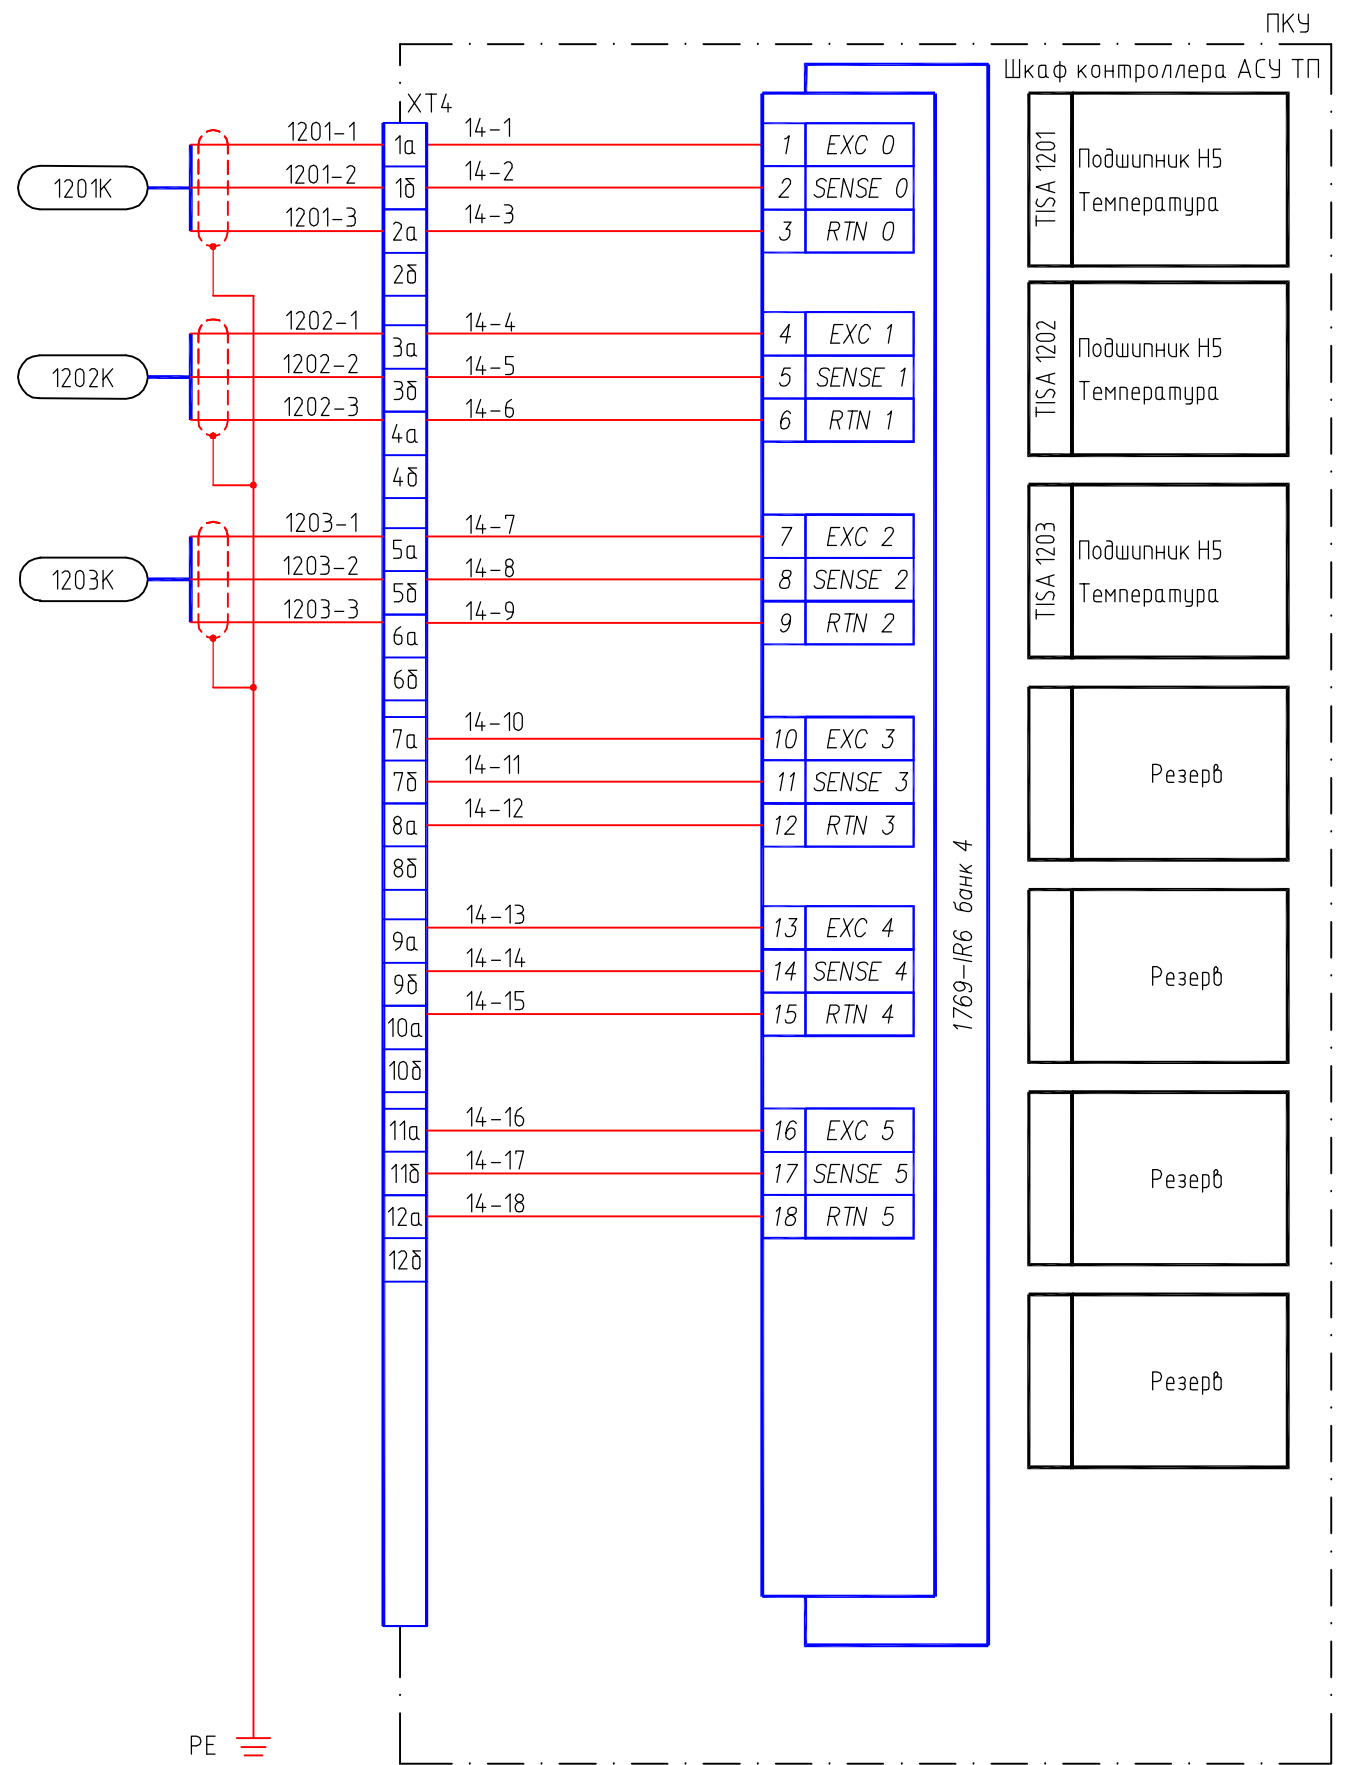 ПКУ
Шкаф контроллера АСУ ТП
XT4
1201К
1201-1
1201-2
1201-3
1а
1б
2а
2б
14-1
14-2
14-3
1 EXC 0
2 SENSE 0
3 RTN 0
TISA 1201
Подшипник Н5
Температура
1202К
1202-1
1202-2
1202-3
3а
3б
4а
4б
14-4
14-5
14-6
4 EXC 1
5 SENSE 1
6 RTN 1
TISA 1202
Подшипник Н5
Температура
1203К
1203-1
1203-2
1203-3
5а
5б
6а
6б
14-7
14-8
14-9
7 EXC 2
8 SENSE 2
9 RTN 2
TISA 1203
Подшипник Н5
Температура
7а
7б
8а
8б
14-10
14-11
14-12
10 EXC 3
11 SENSE 3
12 RTN 3
Резерв
9а
9б
10а
10б
14-13
14-14
14-15
13 EXC 4
14 SENSE 4
15 RTN 4
1769-IR6 банк 4
Резерв
11а
11б
12а
12б
14-16
14-17
14-18
16 EXC 5
17 SENSE 5
18 RTN 5
Резерв
Резерв
PE